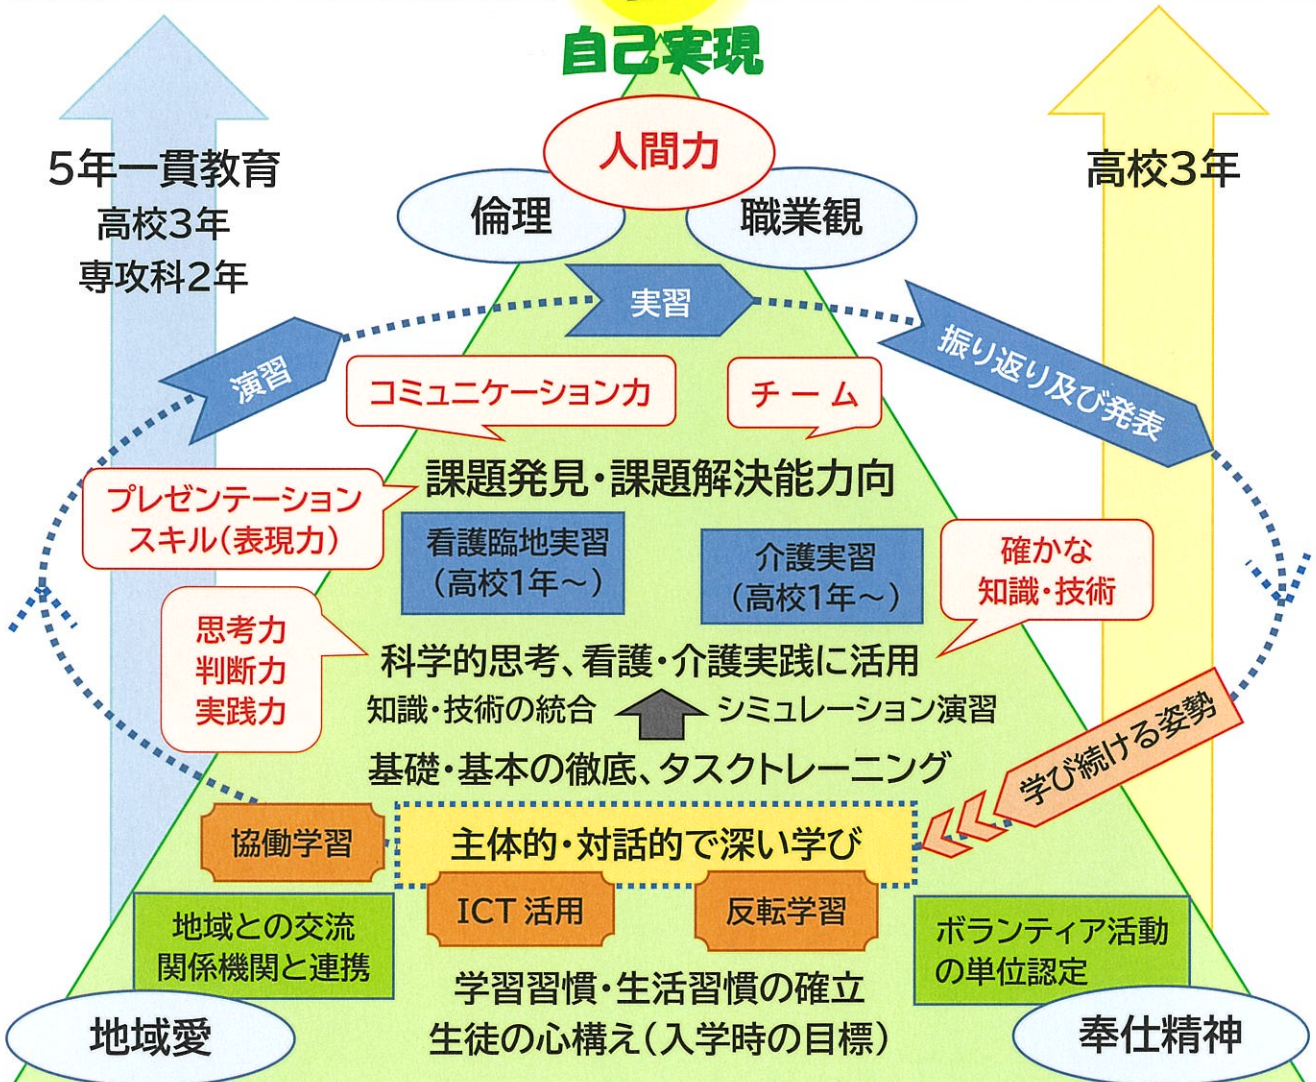 自己実現
人間力
倫理
職業観
5年一貫教育
高校3年
専攻科2年
高校3年
演習
実習
振り返り及び発表
コミュニケーション力
チーム
課題発見・課題解決能力向
プレゼンテーション
スキル(表現力)
看護臨地実習
(高校1年～)
介護実習
(高校1年～)
確かな
知識・技術
思考力
判断力
実践力
科学的思考、看護・介護実践に活用
知識・技術の統合
シミュレーション演習
基礎・基本の徹底、タスクトレーニング
学び続ける姿勢
協働学習
主体的・対話的で深い学び
ICT 活用
反転学習
地域との交流
関係機関と連携
ボランティア活動
の単位認定
学習習慣・生活習慣の確立
生徒の心構え(入学時の目標)
地域愛
奉仕精神